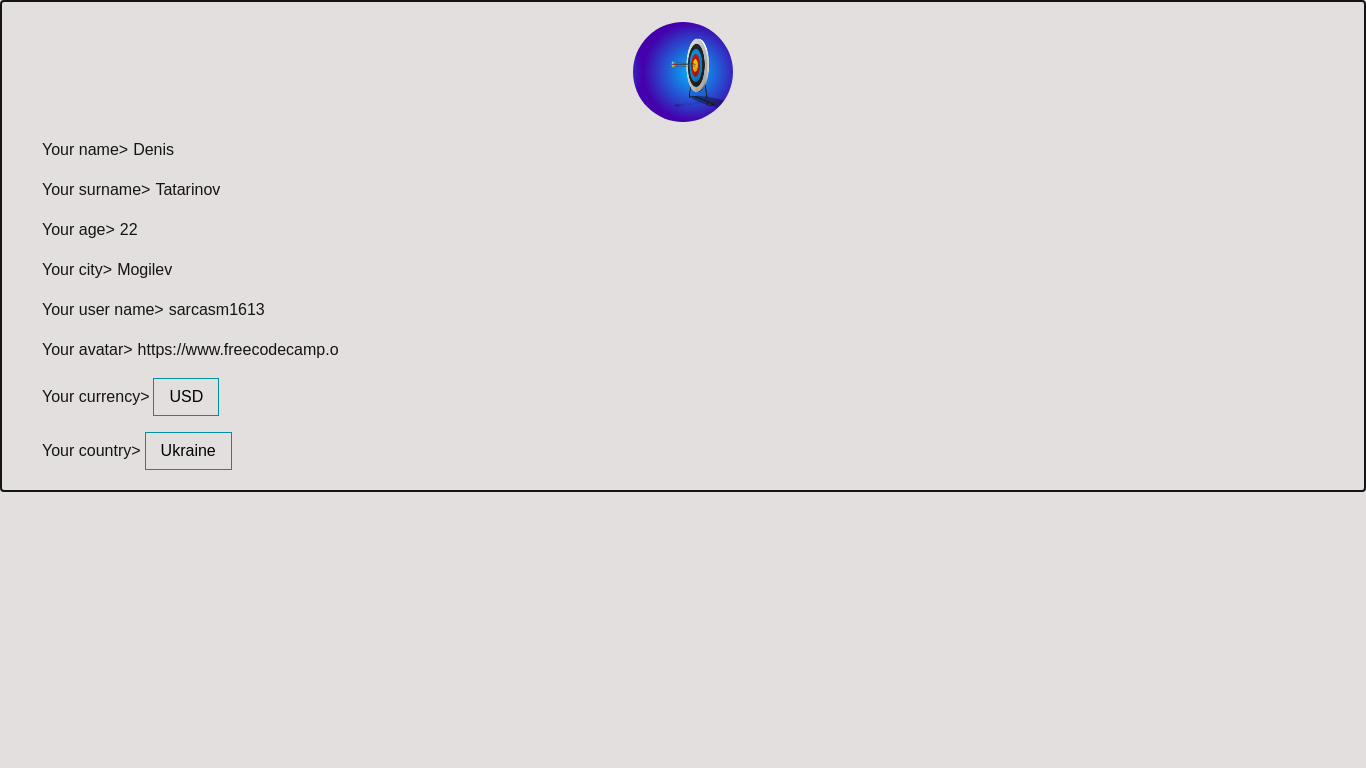 Your name> Denis
Your surname> Tatarinov
Your age> 22
Your city> Mogilev
Your user name> sarcasm1613
Your avatar> https://www.freecodecamp.o
Your currency> USD
Your country> Ukraine